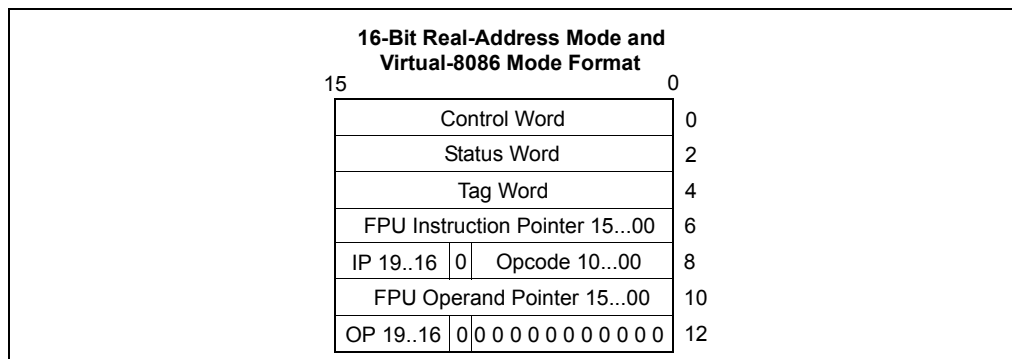 16-Bit Real-Address Mode and
Virtual-8086 Mode Format
15 0
Control Word 0
Status Word 2
Tag Word 4
FPU Instruction Pointer 15...00 6
IP 19..16 0 Opcode 10...00 8
FPU Operand Pointer 15...00 10
OP 19..16 0 0 0 0 0 0 0 0 0 0 0 0 12